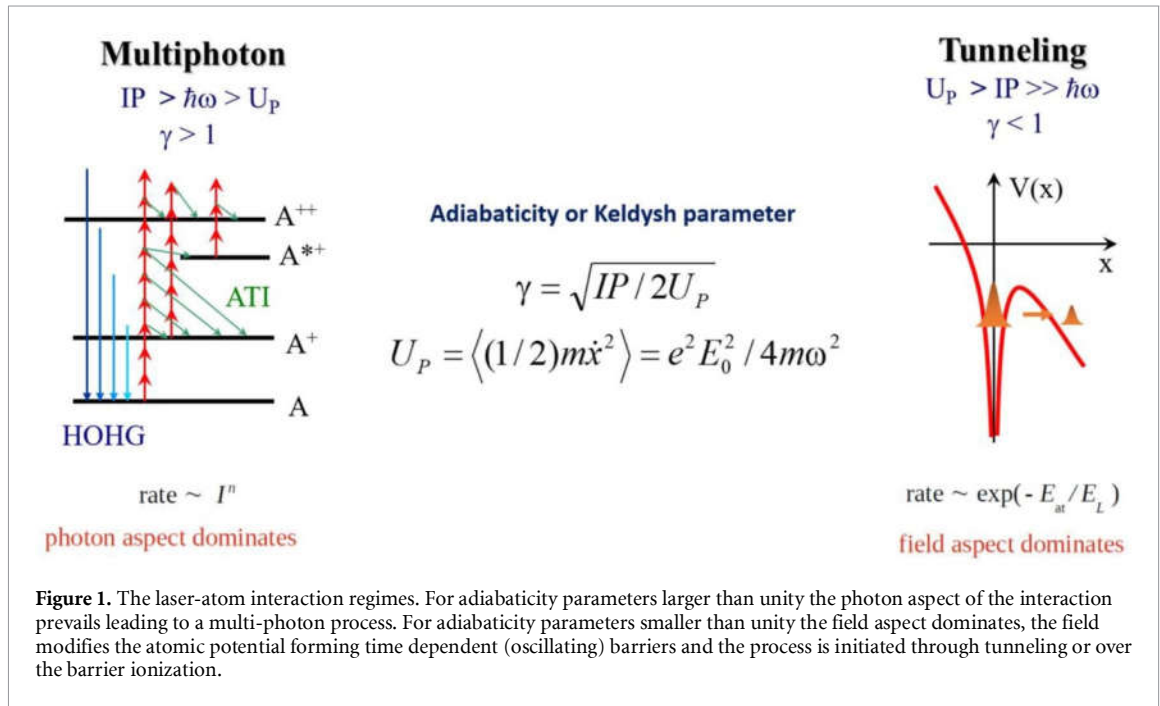 Multiphoton
IP > ℏω > U_P
γ > 1
A⁺⁺
A*⁺
ATI
A⁺
A
HOHG
rate ~ Iⁿ
photon aspect dominates
Adiabaticity or Keldysh parameter
γ = √(IP / 2U_P)
U_P = ⟨(1/2)mẋ²⟩ = e²E₀² / 4mω²
Tunneling
U_P > IP >> ℏω
γ < 1
V(x)
x
rate ~ exp(- E_at/E_L )
field aspect dominates
Figure 1. The laser-atom interaction regimes. For adiabaticity parameters larger than unity the photon aspect of the interaction
prevails leading to a multi-photon process. For adiabaticity parameters smaller than unity the field aspect dominates, the field
modifies the atomic potential forming time dependent (oscillating) barriers and the process is initiated through tunneling or over
the barrier ionization.